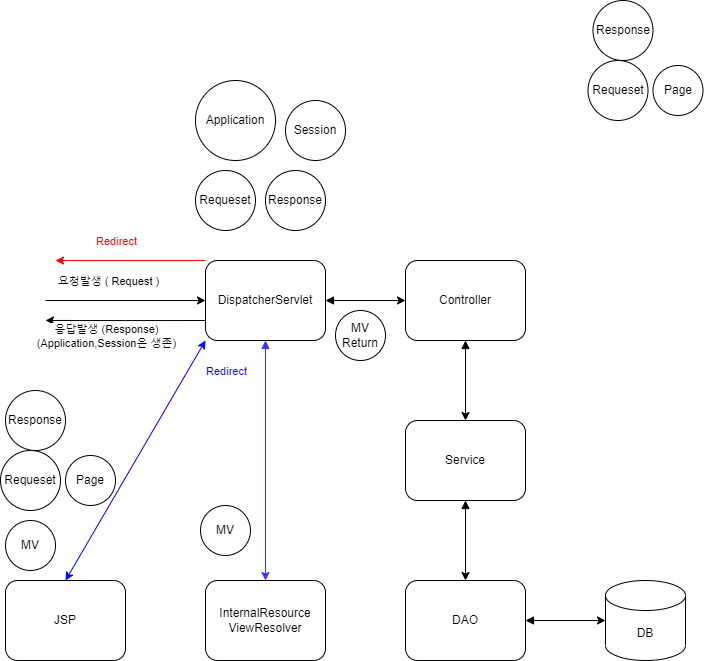 Response
Requeset
Page
Application
Session
Requeset
Response
Redirect
요청발생 ( Request )
DispatcherServlet
Controller
응답발생 (Response)
(Application,Session은 생존)
MV
Return
Redirect
Response
Requeset
Page
Service
MV
MV
JSP
InternalResource
ViewResolver
DAO
DB